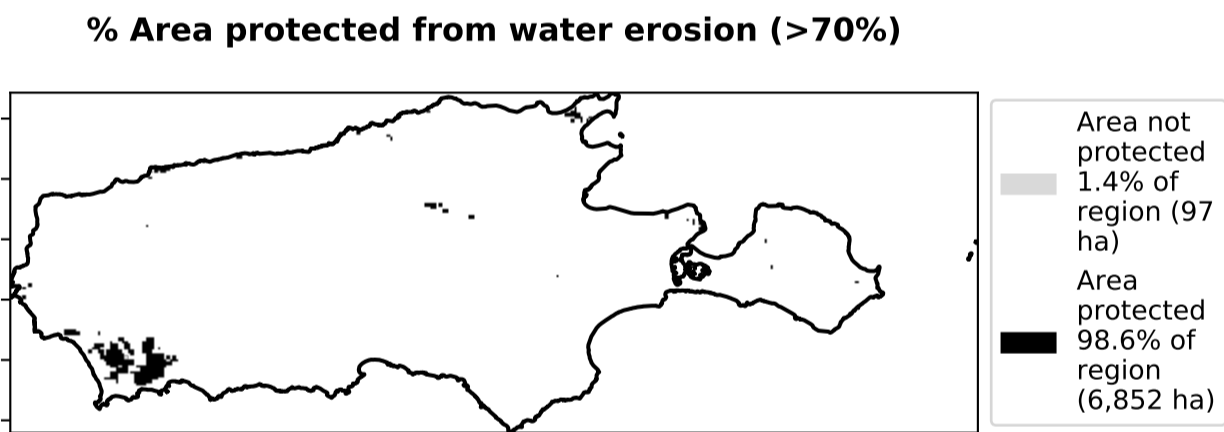 % Area protected from water erosion (>70%)
Area not
protected
1.4% of
region (97
ha)
Area
protected
98.6% of
region
(6,852 ha)